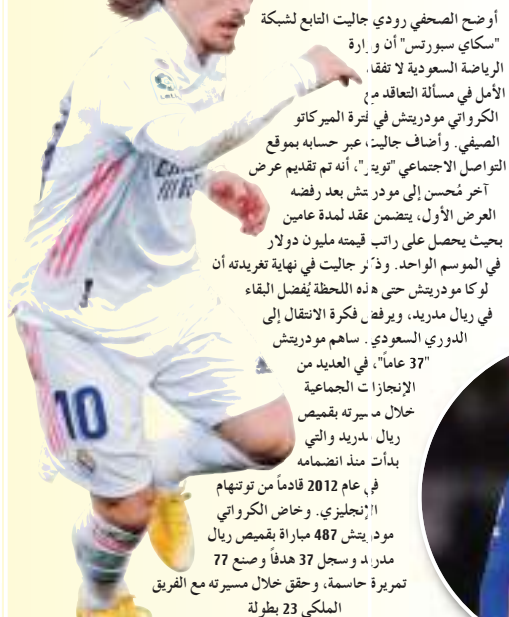 أوضح الصحفي رودي جاليت التابع لشبكة
"سكاي سبورتس" أن وزارة
الرياضة السعودية لا تفقد
الأمل في مسألة التعاقد مع
الكرواتي مودريتش في فترة الميركاتو
الصيفي. وأضاف جاليت عبر حسابه بموقع
التواصل الاجتماعي "تويتر"، أنه تم تقديم عرض
آخر مُحسن إلى مودريتش بعد رفضه
العرض الأول، يتضمن عقد لمدة عامين
بحيث يحصل على راتب قيمته مليون دولار
في الموسم الواحد. وذكر جاليت في نهاية تغريدته أن
لوكا مودريتش حتى هذه اللحظة يُفضل البقاء
في ريال مدريد، ويرفض فكرة الانتقال إلى
الدوري السعودي. ساهم مودريتش
"37 عاماً"، في العديد من
الإنجازات الجماعية
خلال مسيرته بقميص
ريال مدريد والتي
بدأت منذ انضمامه
في عام 2012 قادماً من توتنهام
الإنجليزي. وخاض الكرواتي
مودريتش 487 مباراة بقميص ريال
مدريد وسجل 37 هدفاً وصنع 77
تمريرة حاسمة، وحقق خلال مسيرته مع الفريق
الملكي 23 بطولة
10